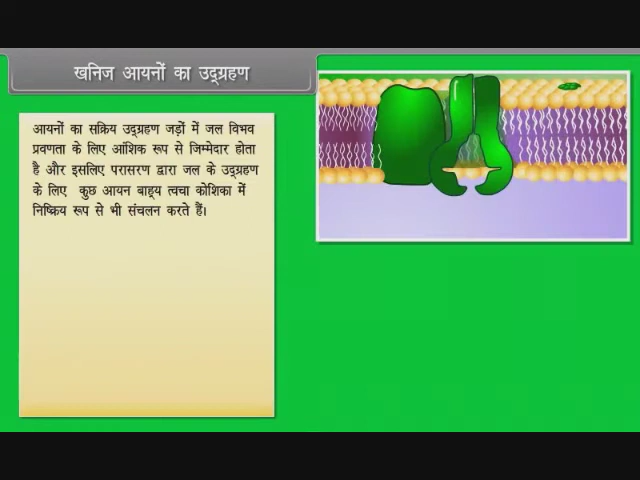 खनिज आयनों का उद्ग्रहण
आयनों का सक्रिय उद्ग्रहण जड़ों में जल विभव
प्रवणता के लिए आंशिक रूप से जिम्मेदार होता
है और इसलिए परासरण द्वारा जल के उद्ग्रहण
के लिए कुछ आयन बाह्य त्वचा कोशिका में
निष्क्रिय रूप से भी संचलन करते हैं।